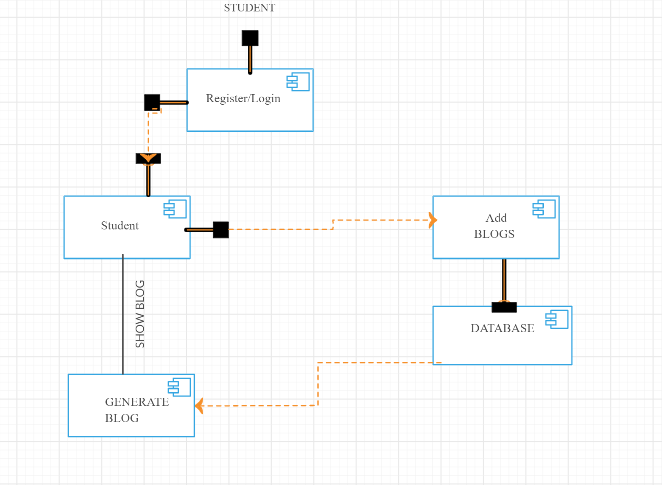 STUDENT
Register/Login
Student
Add
BLOGS
SHOW BLOG
DATABASE
GENERATE
BLOG